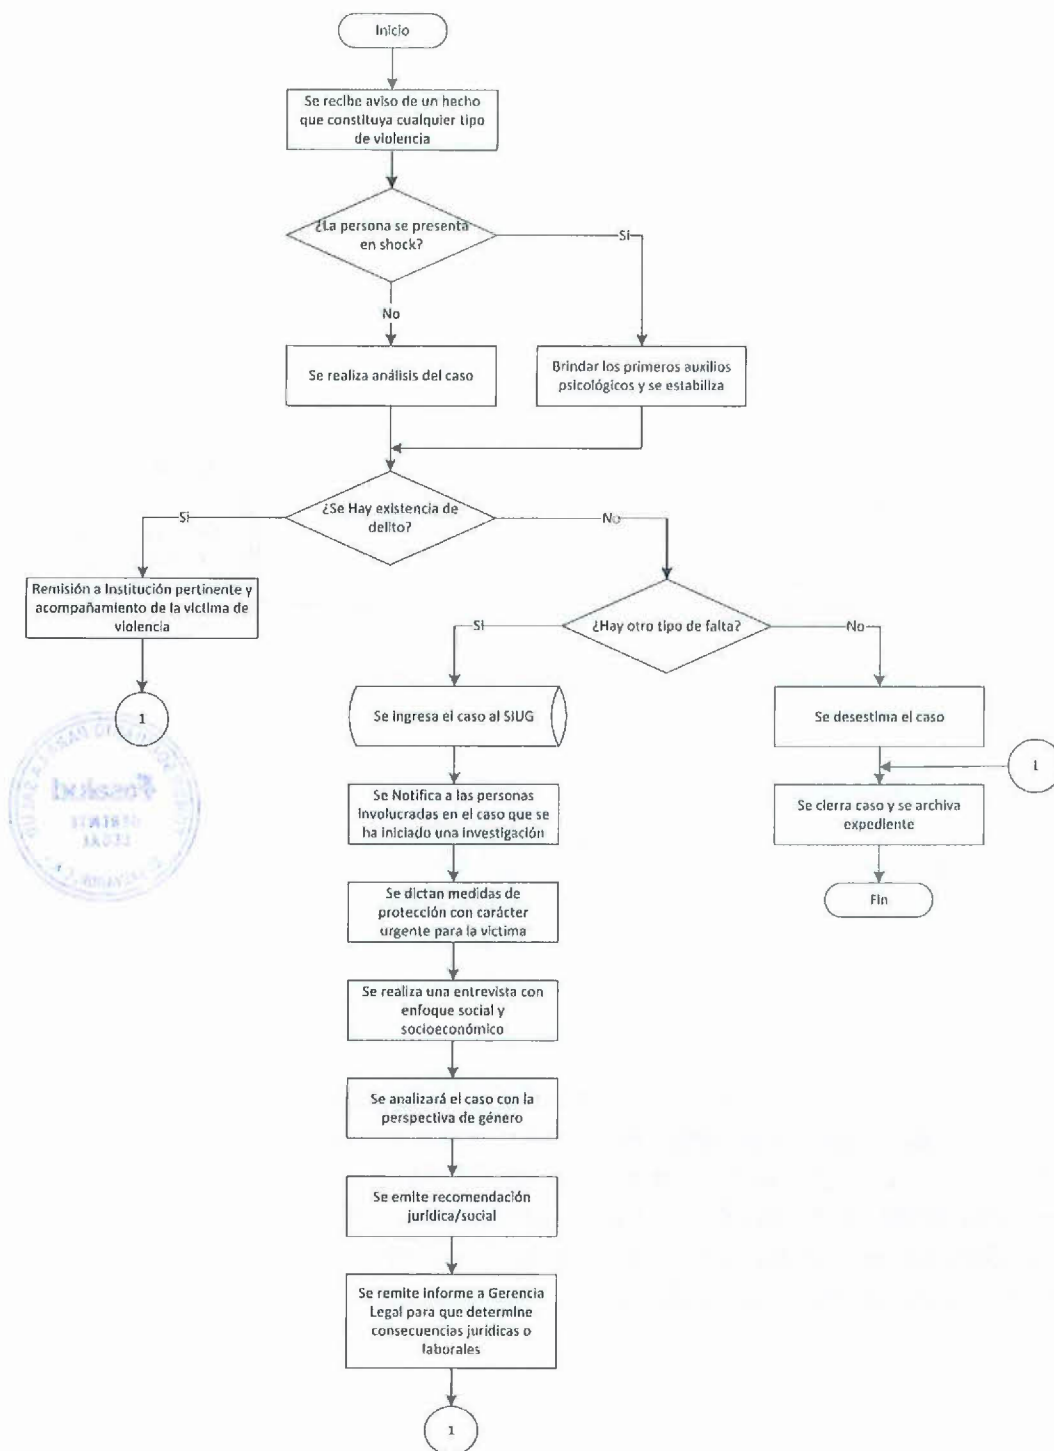 Inicio
Se recibe aviso de un hecho
que constituya cualquier tipo
de violencia
¿La persona se presenta
en shock?
Si
No
Se realiza análisis del caso
Brindar los primeros auxilios
psicológicos y se estabiliza
¿Se Hay existencia de
delito?
Si
No
Remisión a Institución pertinente y
acompañamiento de la victima de
violencia
1
¿Hay otro tipo de falta?
Si
No
Se ingresa el caso al SIUG
Se desestima el caso
1
Se Notifica a las personas
involucradas en el caso que se
ha iniciado una investigación
Se cierra caso y se archiva
expediente
Fin
Se dictan medidas de
protección con carácter
urgente para la victima
Se realiza una entrevista con
enfoque social y
socioeconómico
Se analizará el caso con la
perspectiva de género
Se emite recomendación
jurídica/social
Se remite informe a Gerencia
Legal para que determine
consecuencias jurídicas o
laborales
1
Fosalud
GERENTE
LEGAL